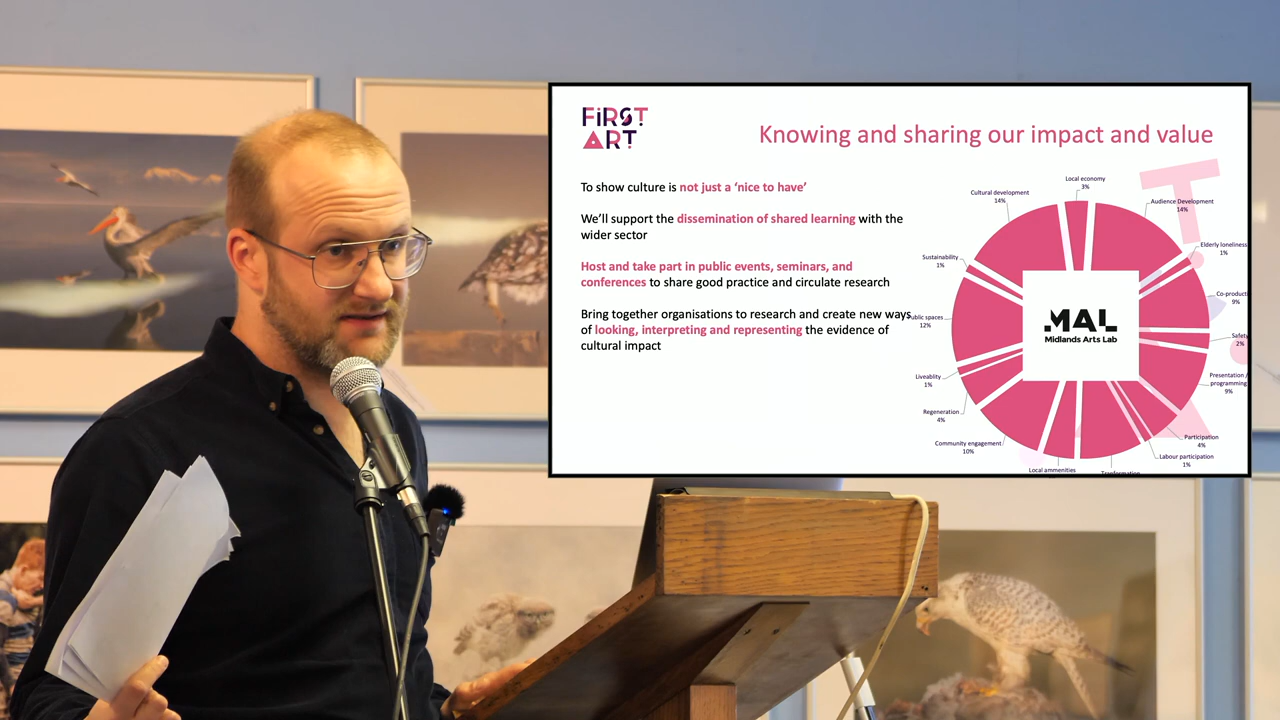 FiRST
ART
Knowing and sharing our impact and value
To show culture is not just a ‘nice to have’
We’ll support the dissemination of shared learning with the
wider sector
Host and take part in public events, seminars, and
conferences to share good practice and circulate research
Bring together organisations to research and create new ways
of looking, interpreting and representing the evidence of
cultural impact
Local economy
3%
Cultural development
14%
Audience Development
14%
Elderly loneliness
1%
Sustainability
1%
Co-producti
9%
Public spaces
12%
Safety
2%
MAL
Midlands Arts Lab
Liveablity
1%
Presentation /
programming
9%
Regeneration
4%
Participation
4%
Community engagement
10%
Labour participation
1%
Local ammenities